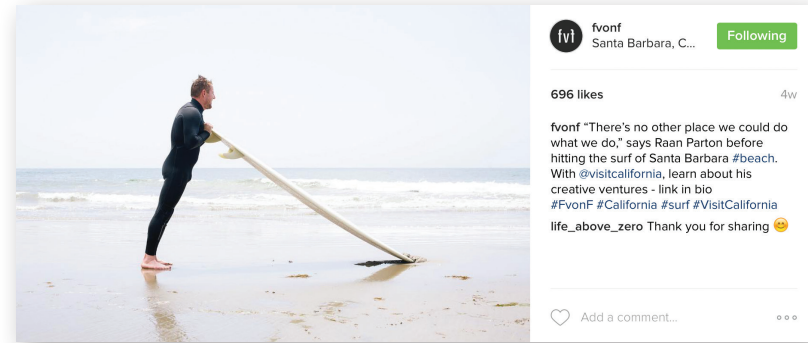 fvf
fvonf
Santa Barbara, C...
Following
696 likes
4w
fvonf “There’s no other place we could do
what we do,” says Raan Parton before
hitting the surf of Santa Barbara #beach.
With @visitcalifornia, learn about his
creative ventures - link in bio
#FvonF #California #surf #VisitCalifornia
life_above_zero Thank you for sharing 😊
Add a comment...